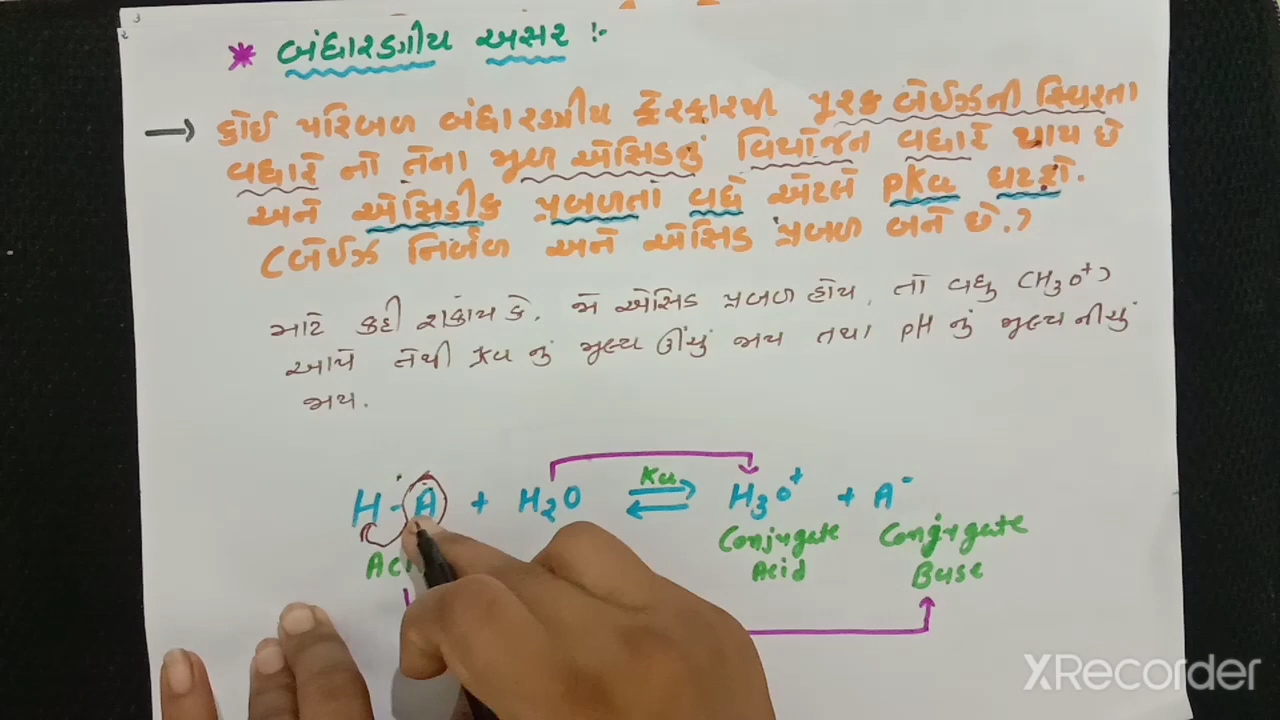 * બંધારણીય અસર :-
→ કોઈ પરિબળ બંધારણીય ફેરફારથી પૂરક બેઈઝની સ્થિરતા
વધારે તો તેના મૂળ એસિડનું વિયોજન વધારે થાય છે
અને એસિડીક પ્રબળતા વધે એટલે pKa ઘટશે.
(બેઈઝ નિર્બળ અને એસિડ પ્રબળ બને છે.)
માટે કહી શકાય કે, જો એસિડ પ્રબળ હોય, તો વધુ (H₃O⁺)
આપે તેથી Ka નું મૂલ્ય ઊંચું જાય તથા pH નું મૂલ્ય નીચું
જાય.
H-A + H₂O ⇌ H₃O⁺ + A⁻
Ka
Conjugate Acid
Conjugate Base
XRecorder